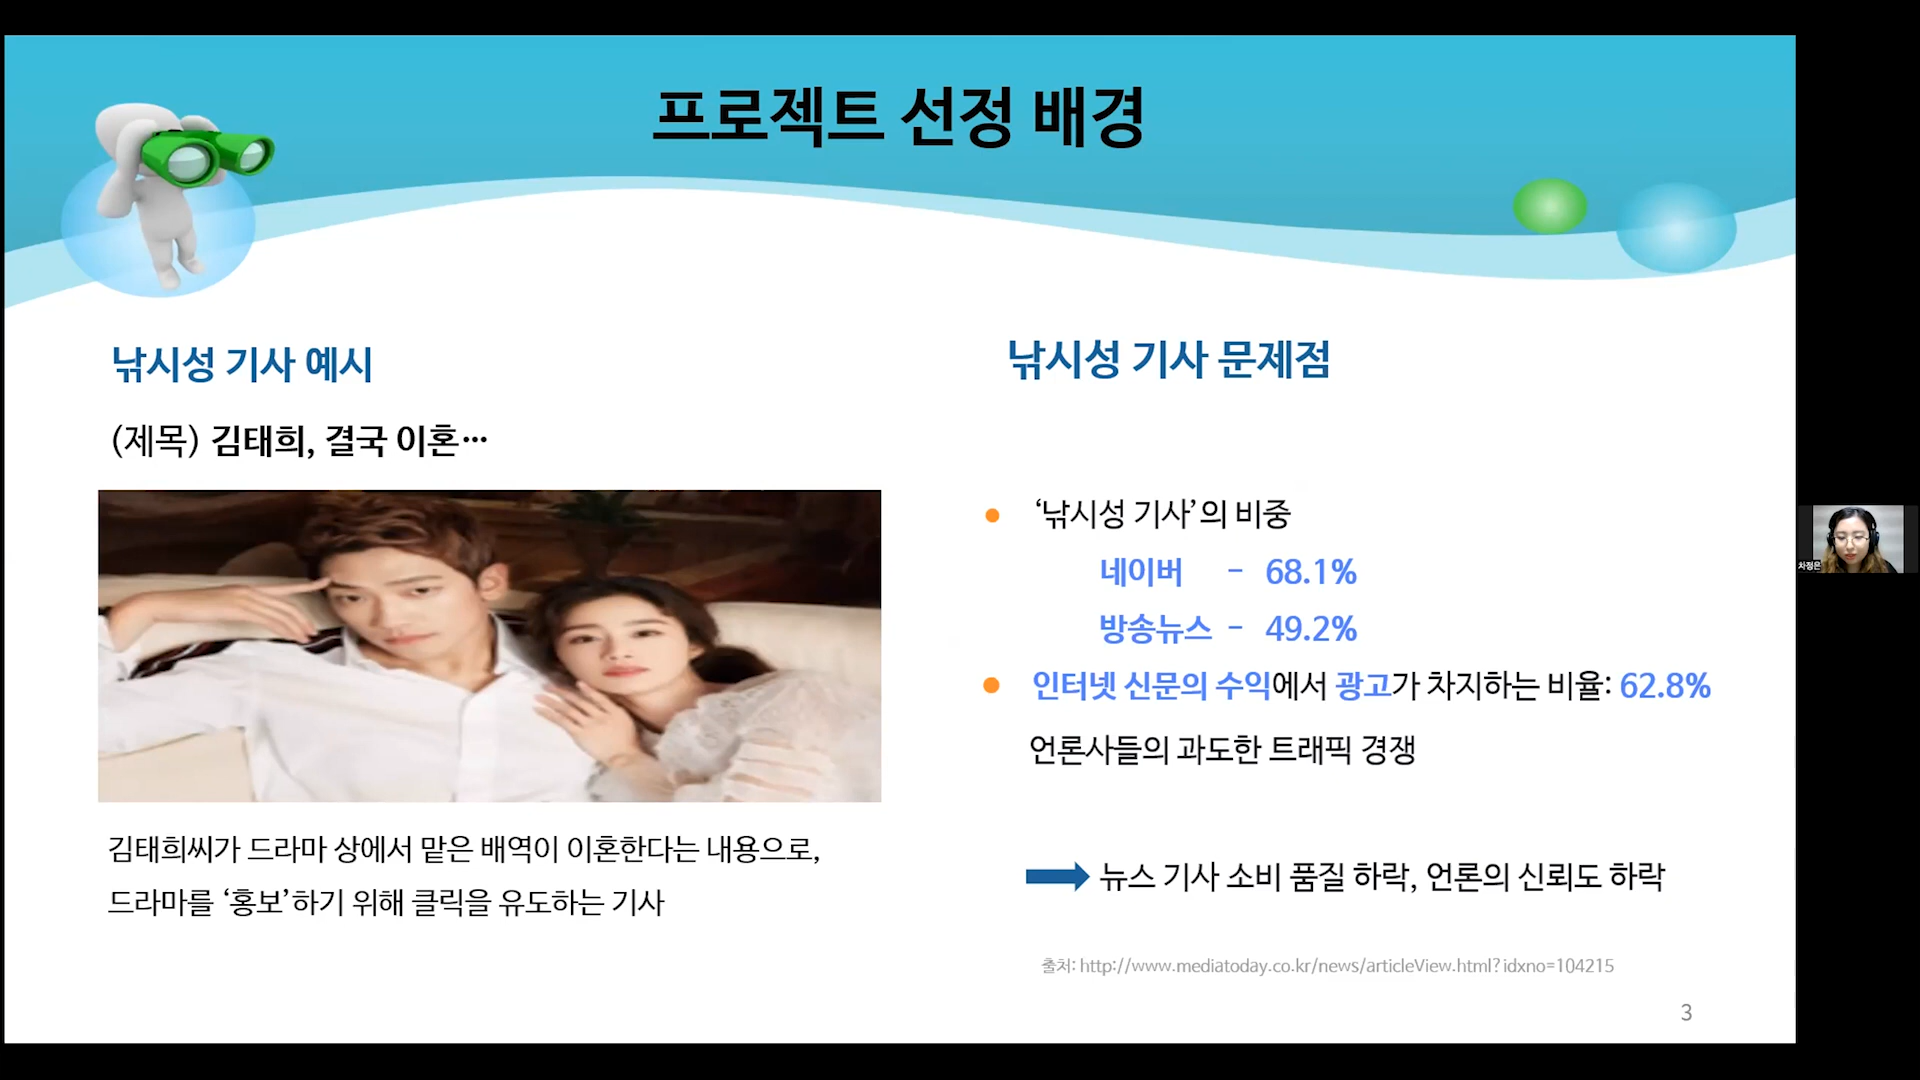 프로젝트 선정 배경
낚시성 기사 예시
(제목) 김태희, 결국 이혼…
김태희씨가 드라마 상에서 맡은 배역이 이혼한다는 내용으로,
드라마를 ‘홍보’하기 위해 클릭을 유도하는 기사
낚시성 기사 문제점
‘낚시성 기사’의 비중
네이버 - 68.1%
방송뉴스 - 49.2%
인터넷 신문의 수익에서 광고가 차지하는 비율: 62.8%
언론사들의 과도한 트래픽 경쟁
뉴스 기사 소비 품질 하락, 언론의 신뢰도 하락
출처: http://www.mediatoday.co.kr/news/articleView.html?idxno=104215
3
차정은